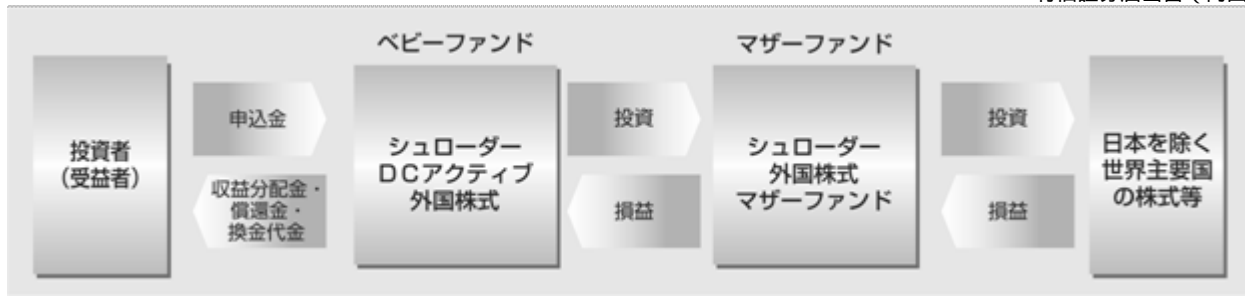 ベビーファンド
マザーファンド
投資者
(受益者)
申込金
収益分配金・
償還金・
換金代金
シュローダー
DCアクティブ
外国株式
投資
損益
シュローダー
外国株式
マザーファンド
投資
損益
日本を除く
世界主要国
の株式等